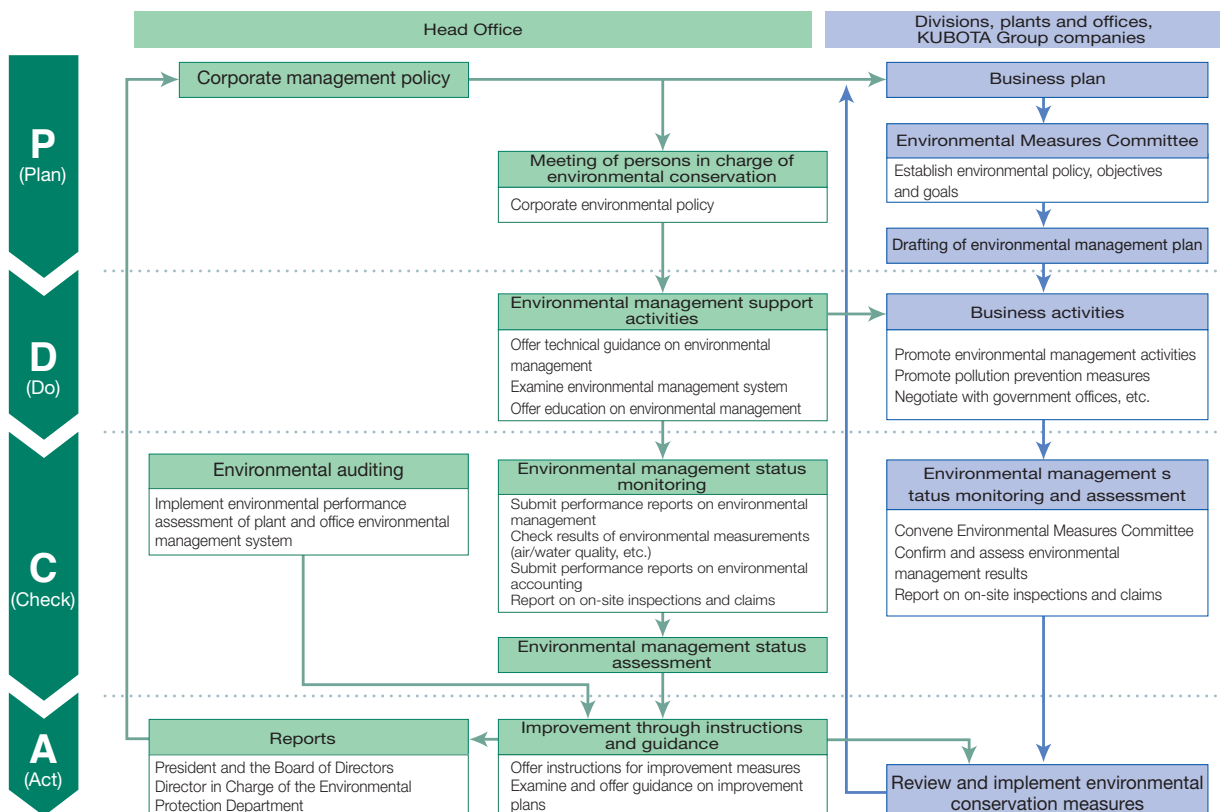 Head Office
Divisions, plants and offices,
KUBOTA Group companies
P
(Plan)
Corporate management policy
Business plan
Meeting of persons in charge of
environmental conservation
Corporate environmental policy
Environmental Measures Committee
Establish environmental policy, objectives
and goals
Drafting of environmental management plan
D
(Do)
Environmental management support
activities
Offer technical guidance on environmental
management
Examine environmental management system
Offer education on environmental management
Business activities
Promote environmental management activities
Promote pollution prevention measures
Negotiate with government offices, etc.
C
(Check)
Environmental auditing
Implement environmental performance
assessment of plant and office environmental
management system
Environmental management status
monitoring
Submit performance reports on environmental
management
Check results of environmental measurements
(air/water quality, etc.)
Submit performance reports on environmental
accounting
Report on on-site inspections and claims
Environmental management status
assessment
Environmental management s
tatus monitoring and assessment
Convene Environmental Measures Committee
Confirm and assess environmental
management results
Report on on-site inspections and claims
A
(Act)
Reports
President and the Board of Directors
Director in Charge of the Environmental
Protection Department
Improvement through instructions
and guidance
Offer instructions for improvement measures
Examine and offer guidance on improvement
plans
Review and implement environmental
conservation measures